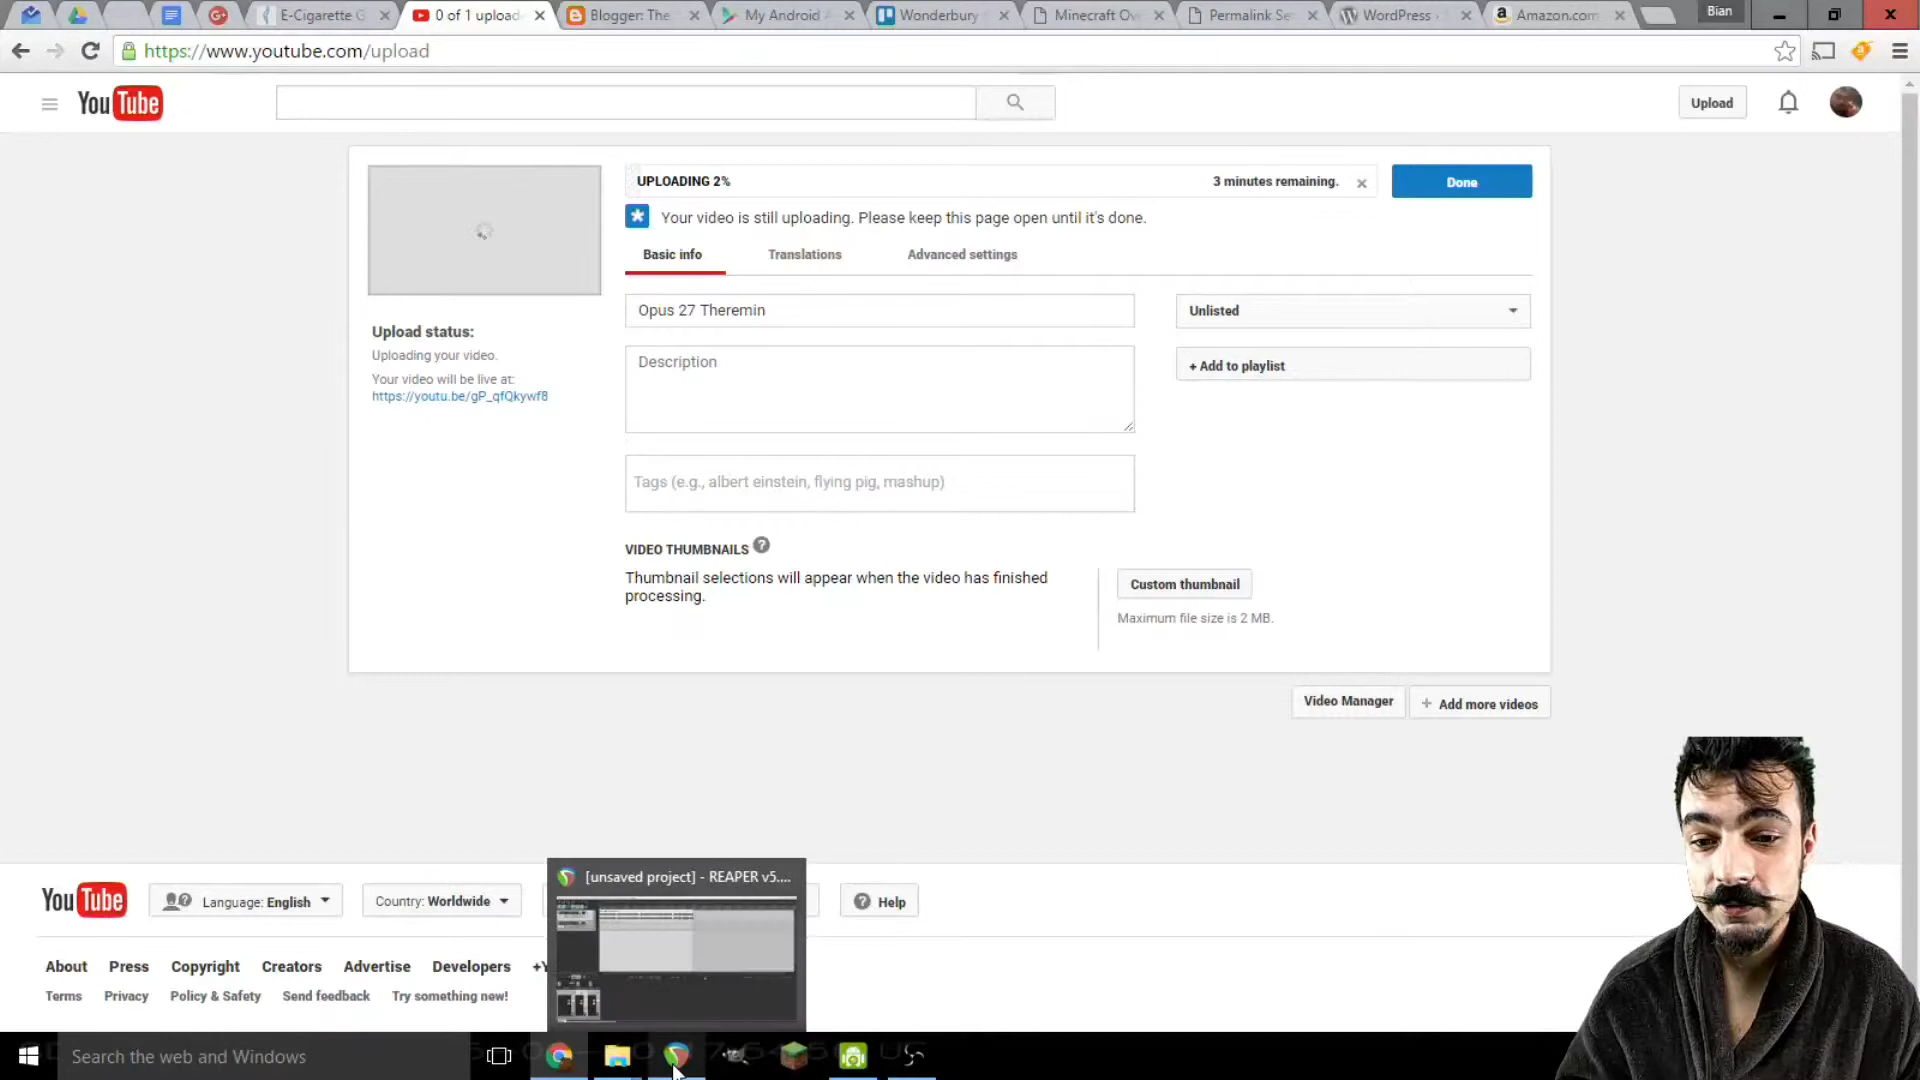 E-Cigarette G
0 of 1 upload
Blogger: The
My Android
Wonderbury
Minecraft Ov
Permalink Se
WordPress
Amazon.com
Bian
https://www.youtube.com/upload
YouTube
Upload
UPLOADING 2%
3 minutes remaining.
Done
Your video is still uploading. Please keep this page open until it's done.
Basic info
Translations
Advanced settings
Opus 27 Theremin
Unlisted
Upload status:
Uploading your video.
Your video will be live at:
https://youtu.be/gP_qfQkywf8
Description
+ Add to playlist
Tags (e.g., albert einstein, flying pig, mashup)
VIDEO THUMBNAILS
Thumbnail selections will appear when the video has finished
processing.
Custom thumbnail
Maximum file size is 2 MB.
Video Manager
+ Add more videos
[unsaved project] - REAPER v5....
YouTube
Language: English
Country: Worldwide
Help
About Press Copyright Creators Advertise Developers
Terms Privacy Policy & Safety Send feedback Try something new!
Search the web and Windows